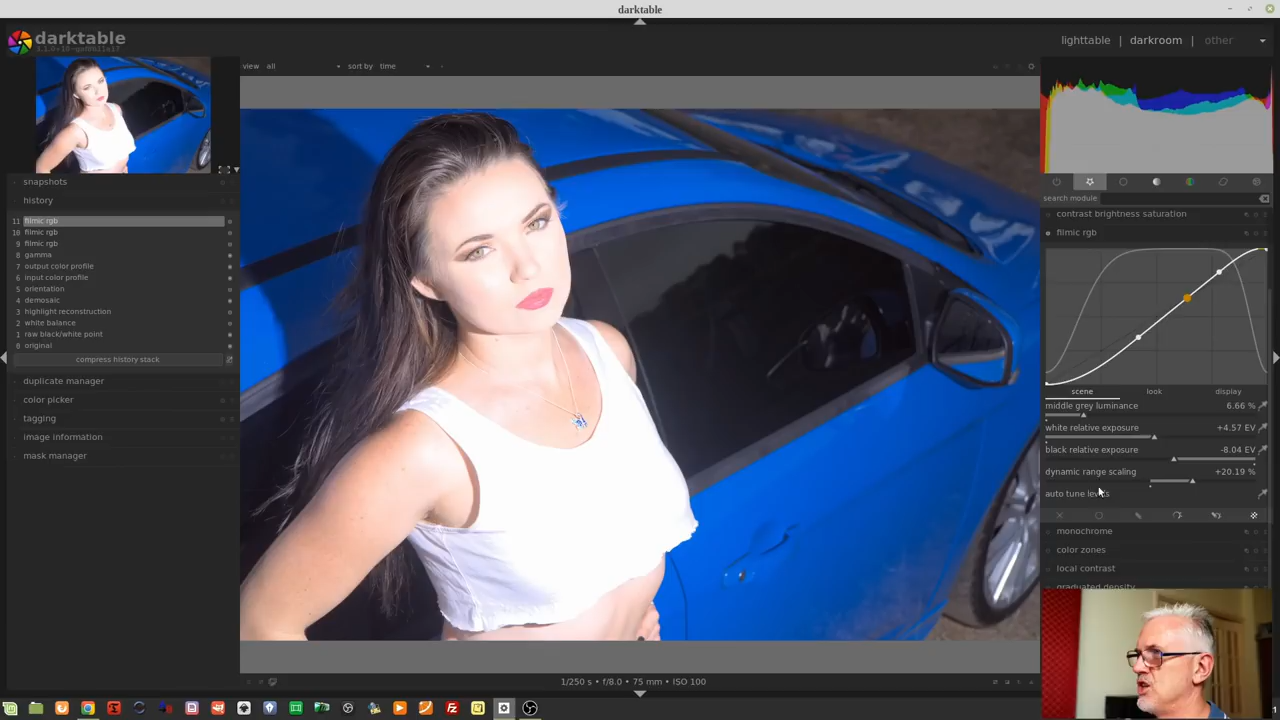 darktable
darktable
lighttable | darkroom | other
view all sort by time
snapshots
history
11 filmic rgb
10 filmic rgb
9 filmic rgb
8 gamma
7 output color profile
6 input color profile
5 orientation
4 demosaic
3 highlight reconstruction
2 white balance
1 raw black/white point
0 original
compress history stack
duplicate manager
color picker
tagging
image information
mask manager
search module
contrast brightness saturation
filmic rgb
scene look display
middle grey luminance 6.66 %
white relative exposure +4.57 EV
black relative exposure -8.04 EV
dynamic range scaling +20.19 %
auto tune levels
monochrome
color zones
local contrast
graduated density
1/250 s • f/8.0 • 75 mm • ISO 100